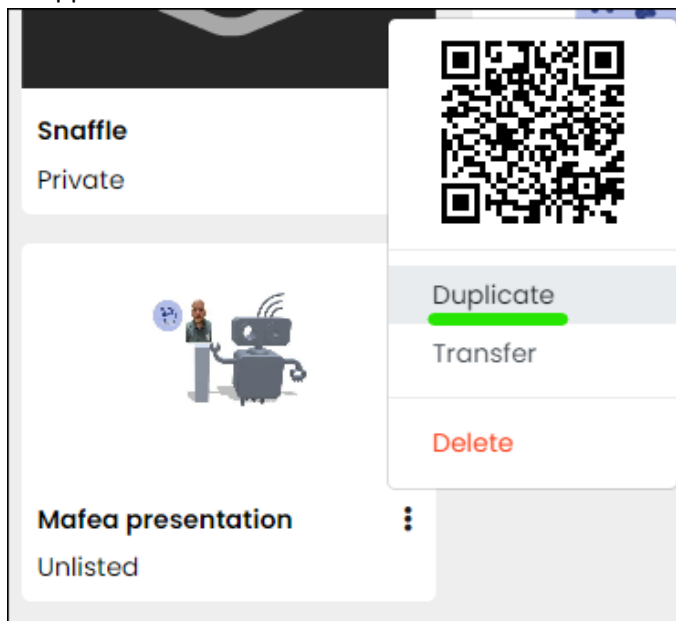 Snaffle
Private
Duplicate
Transfer
Delete
Mafea presentation
Unlisted